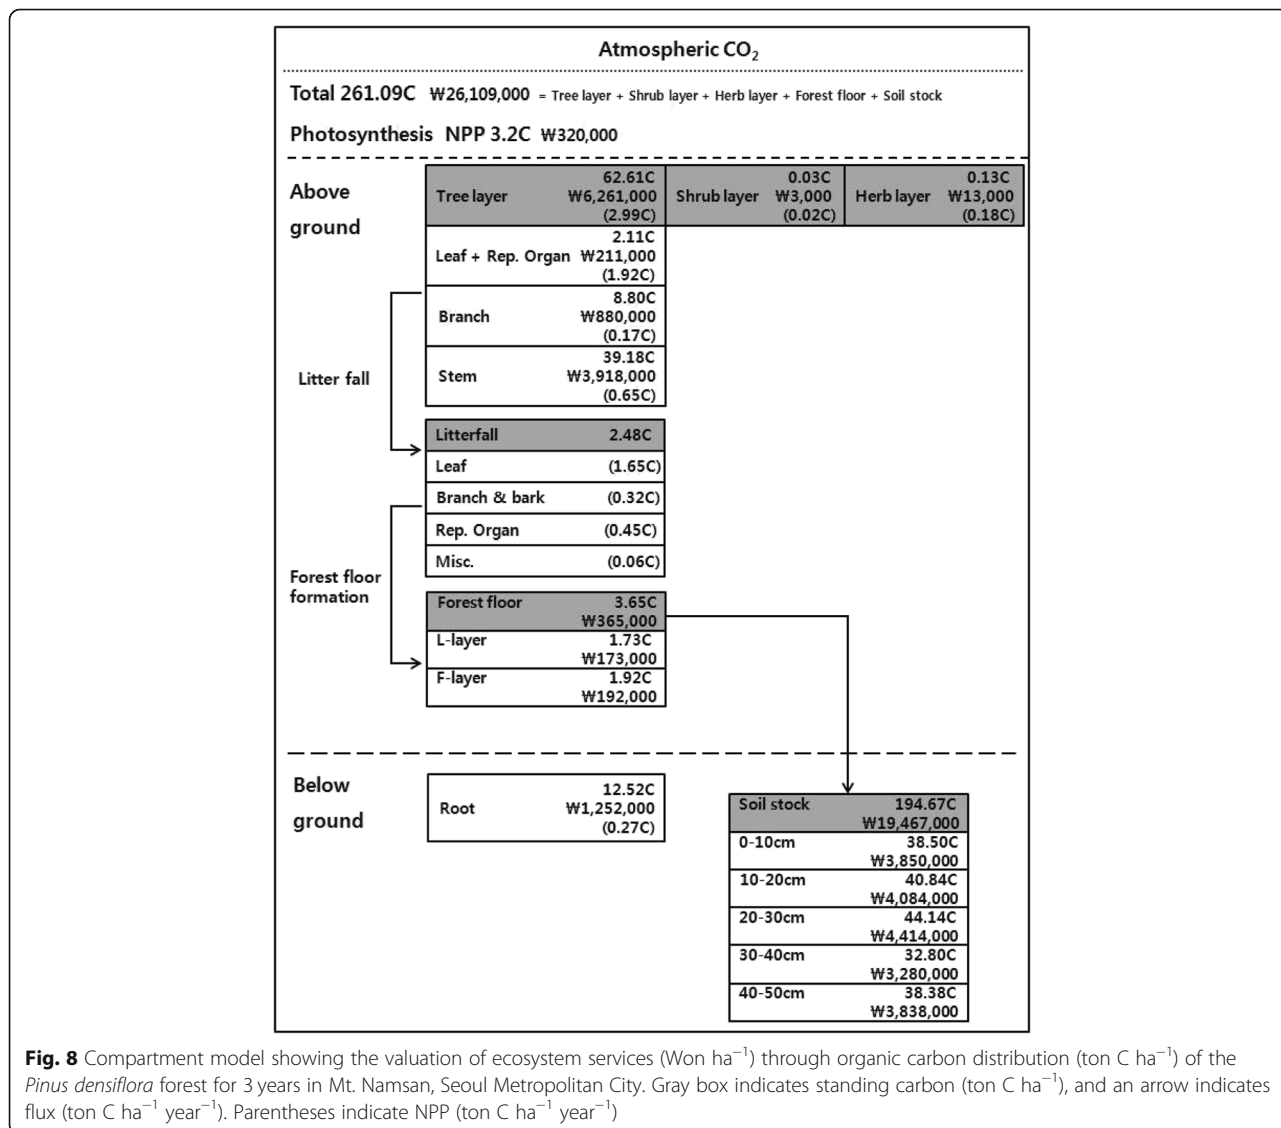 Atmospheric CO₂
Total 261.09C ₩26,109,000 = Tree layer + Shrub layer + Herb layer + Forest floor + Soil stock
Photosynthesis NPP 3.2C ₩320,000
Above
ground
Tree layer
62.61C
₩6,261,000
(2.99C)
Shrub layer
0.03C
₩3,000
(0.02C)
Herb layer
0.13C
₩13,000
(0.18C)
Leaf + Rep. Organ
2.11C
₩211,000
(1.92C)
Branch
8.80C
₩880,000
(0.17C)
Stem
39.18C
₩3,918,000
(0.65C)
Litter fall
Litterfall 2.48C
Leaf (1.65C)
Branch & bark (0.32C)
Rep. Organ (0.45C)
Misc. (0.06C)
Forest floor
formation
Forest floor 3.65C
₩365,000
L-layer 1.73C
₩173,000
F-layer 1.92C
₩192,000
Below
ground
Root
12.52C
₩1,252,000
(0.27C)
Soil stock 194.67C
₩19,467,000
0-10cm 38.50C
₩3,850,000
10-20cm 40.84C
₩4,084,000
20-30cm 44.14C
₩4,414,000
30-40cm 32.80C
₩3,280,000
40-50cm 38.38C
₩3,838,000
Fig. 8 Compartment model showing the valuation of ecosystem services (Won ha⁻¹) through organic carbon distribution (ton C ha⁻¹) of the
Pinus densiflora forest for 3 years in Mt. Namsan, Seoul Metropolitan City. Gray box indicates standing carbon (ton C ha⁻¹), and an arrow indicates
flux (ton C ha⁻¹ year⁻¹). Parentheses indicate NPP (ton C ha⁻¹ year⁻¹)